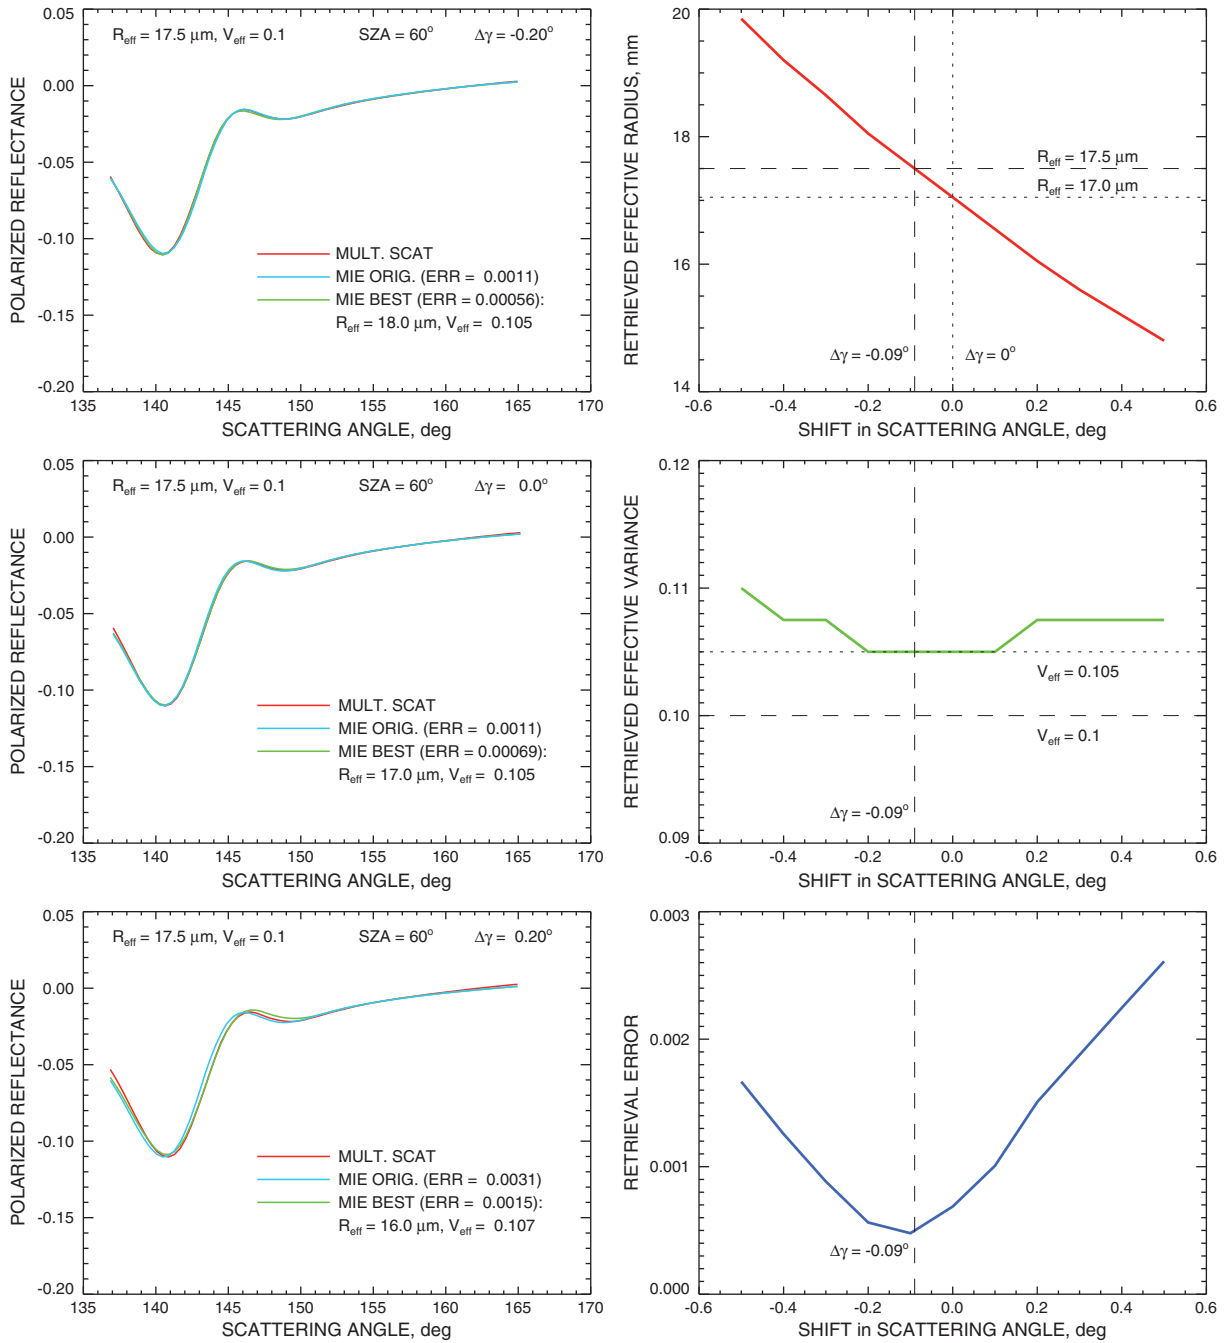 R_eff = 17.5 μm, V_eff = 0.1 SZA = 60° Δγ = -0.20°
0.05
0.00
-0.05
-0.10
-0.15
-0.20
POLARIZED REFLECTANCE
MULT. SCAT
MIE ORIG. (ERR = 0.0011)
MIE BEST (ERR = 0.00056):
R_eff = 18.0 μm, V_eff = 0.105
135 140 145 150 155 160 165 170
SCATTERING ANGLE, deg
20
18
16
14
RETRIEVED EFFECTIVE RADIUS, mm
R_eff = 17.5 μm
R_eff = 17.0 μm
Δγ = -0.09° Δγ = 0°
-0.6 -0.4 -0.2 0.0 0.2 0.4 0.6
SHIFT in SCATTERING ANGLE, deg
R_eff = 17.5 μm, V_eff = 0.1 SZA = 60° Δγ = 0.0°
0.05
0.00
-0.05
-0.10
-0.15
-0.20
POLARIZED REFLECTANCE
MULT. SCAT
MIE ORIG. (ERR = 0.0011)
MIE BEST (ERR = 0.00069):
R_eff = 17.0 μm, V_eff = 0.105
135 140 145 150 155 160 165 170
SCATTERING ANGLE, deg
0.12
0.11
0.10
0.09
RETRIEVED EFFECTIVE VARIANCE
V_eff = 0.105
V_eff = 0.1
Δγ = -0.09°
-0.6 -0.4 -0.2 0.0 0.2 0.4 0.6
SHIFT in SCATTERING ANGLE, deg
R_eff = 17.5 μm, V_eff = 0.1 SZA = 60° Δγ = 0.20°
0.05
0.00
-0.05
-0.10
-0.15
-0.20
POLARIZED REFLECTANCE
MULT. SCAT
MIE ORIG. (ERR = 0.0031)
MIE BEST (ERR = 0.0015):
R_eff = 16.0 μm, V_eff = 0.107
135 140 145 150 155 160 165 170
SCATTERING ANGLE, deg
0.003
0.002
0.001
0.000
RETRIEVAL ERROR
Δγ = -0.09°
-0.6 -0.4 -0.2 0.0 0.2 0.4 0.6
SHIFT in SCATTERING ANGLE, deg